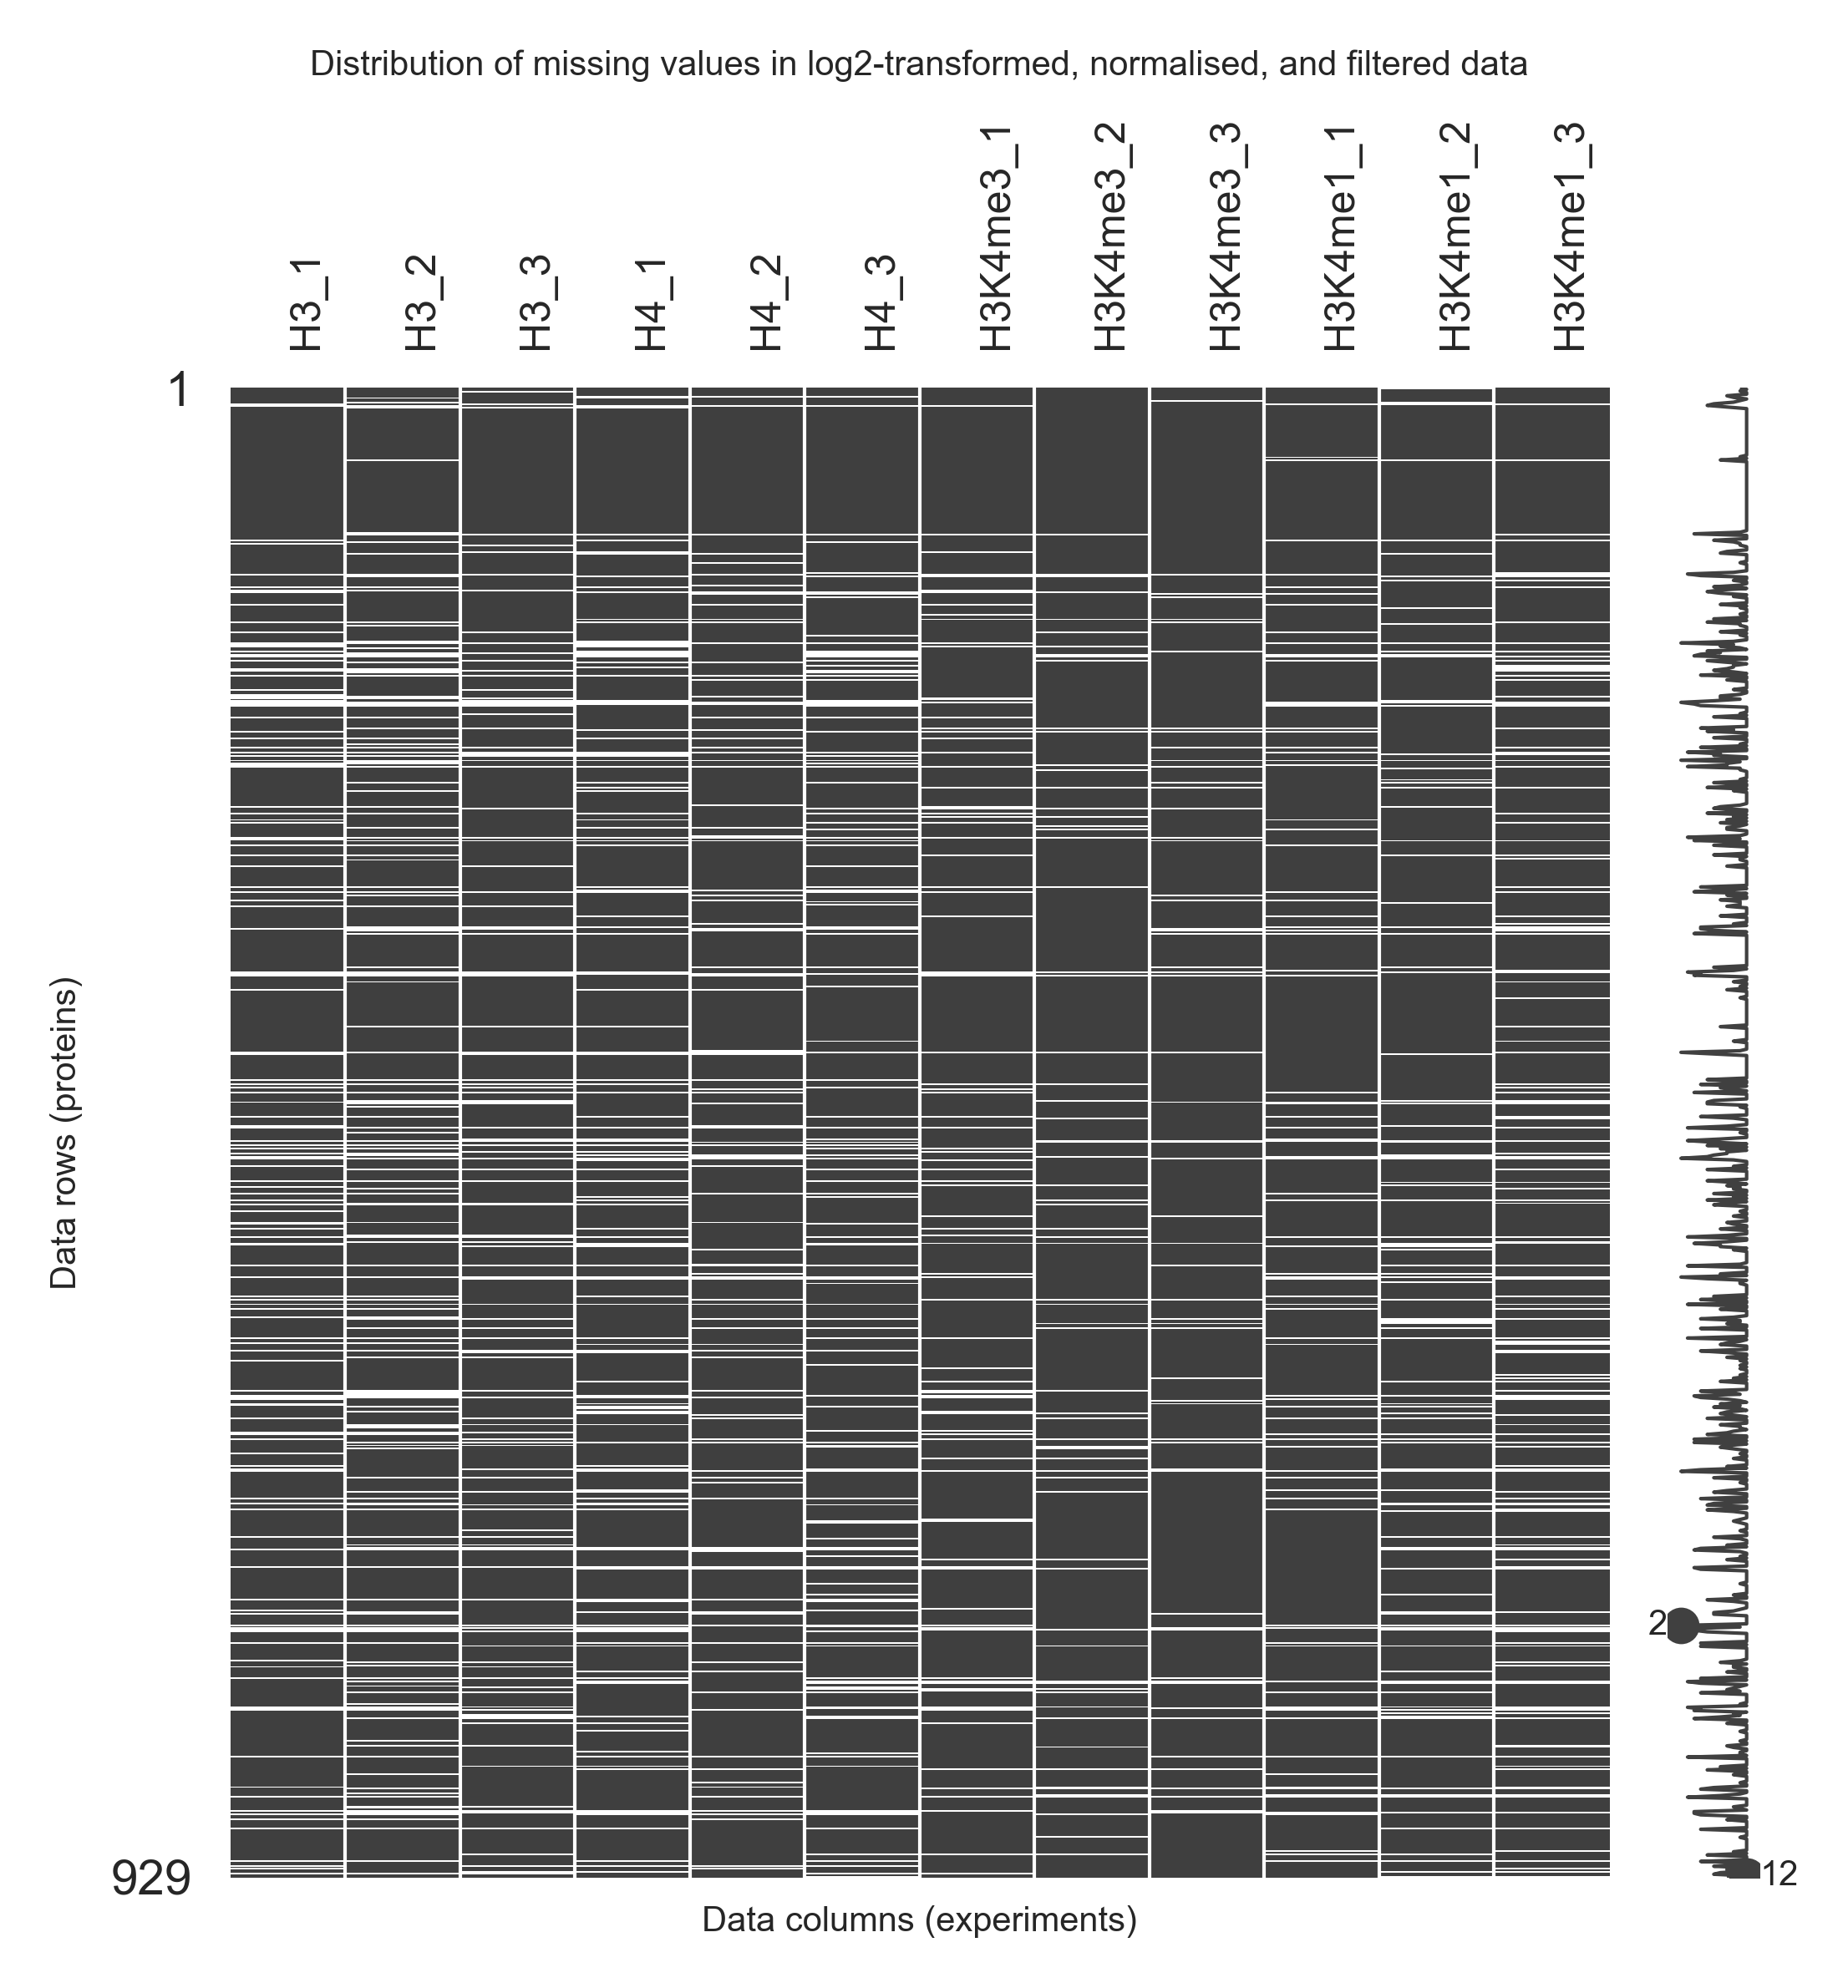 Distribution of missing values in log2-transformed, normalised, and filtered data
H3_1
H3_2
H3_3
H4_1
H4_2
H4_3
H3K4me3_1
H3K4me3_2
H3K4me3_3
H3K4me1_1
H3K4me1_2
H3K4me1_3
1
Data rows (proteins)
2
929
12
Data columns (experiments)